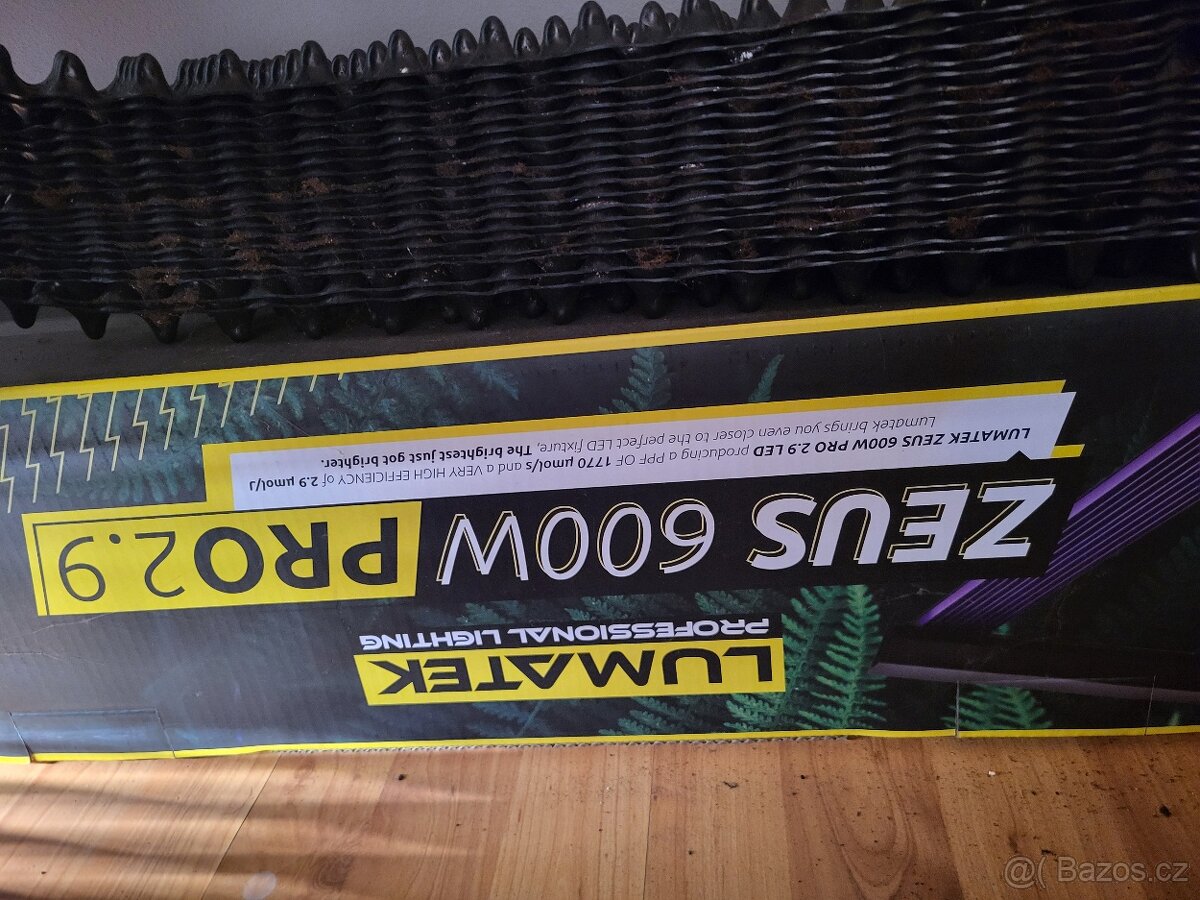 LUMATEK
PROFESSIONAL LIGHTING
ZEUS 600W PRO2.9
LUMATEK ZEUS 600W PRO 2.9 LED
Lumatek brings you even closer to the perfect LED fixture,
producing a PPF OF 1770 µmol/s and a VERY HIGH EFFICIENCY of 2.9 µmol/J
The brightest just got brighter.
@( Bazos.cz